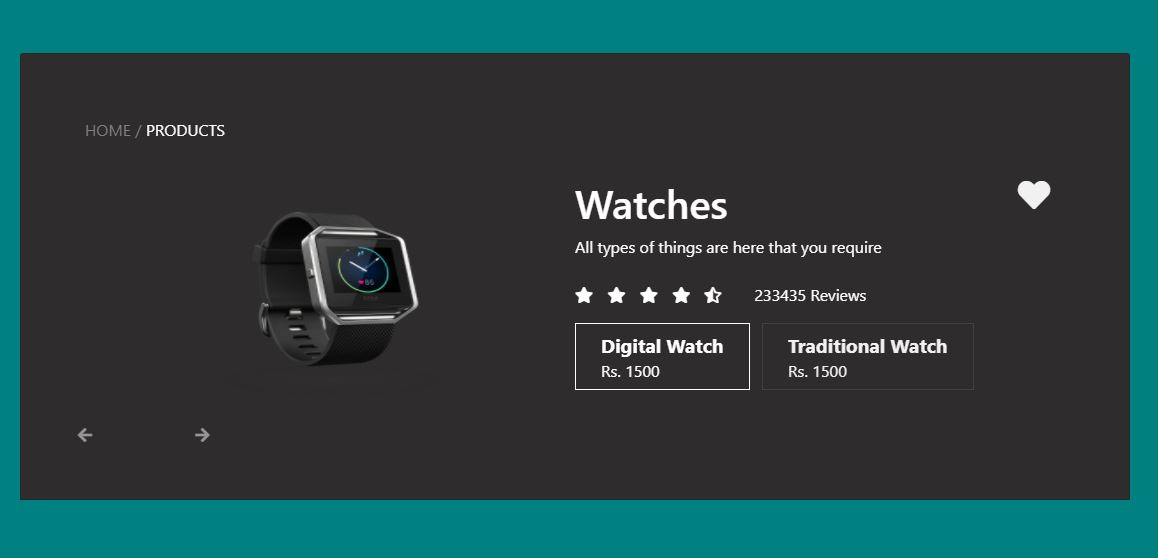 HOME / PRODUCTS
Watches
All types of things are here that you require
233435 Reviews
Digital Watch
Rs. 1500
Traditional Watch
Rs. 1500